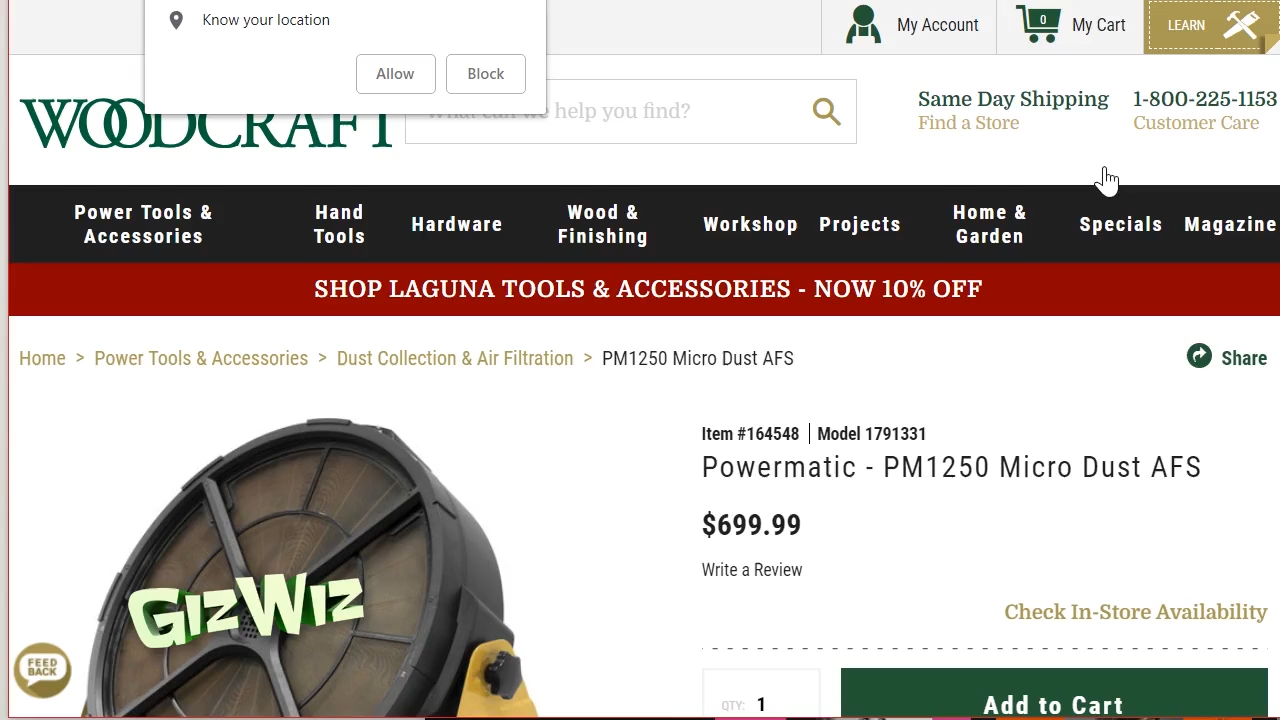 Know your location
Allow
Block
My Account
0
My Cart
LEARN
WOODCRAFT
What can we help you find?
Same Day Shipping
Find a Store
1-800-225-1153
Customer Care
Power Tools & Accessories
Hand Tools
Hardware
Wood & Finishing
Workshop
Projects
Home & Garden
Specials
Magazine
SHOP LAGUNA TOOLS & ACCESSORIES - NOW 10% OFF
Home > Power Tools & Accessories > Dust Collection & Air Filtration > PM1250 Micro Dust AFS
Share
Item #164548 | Model 1791331
Powermatic - PM1250 Micro Dust AFS
$699.99
Write a Review
Check In-Store Availability
GizWiz
FEED
BACK
QTY: 1
Add to Cart